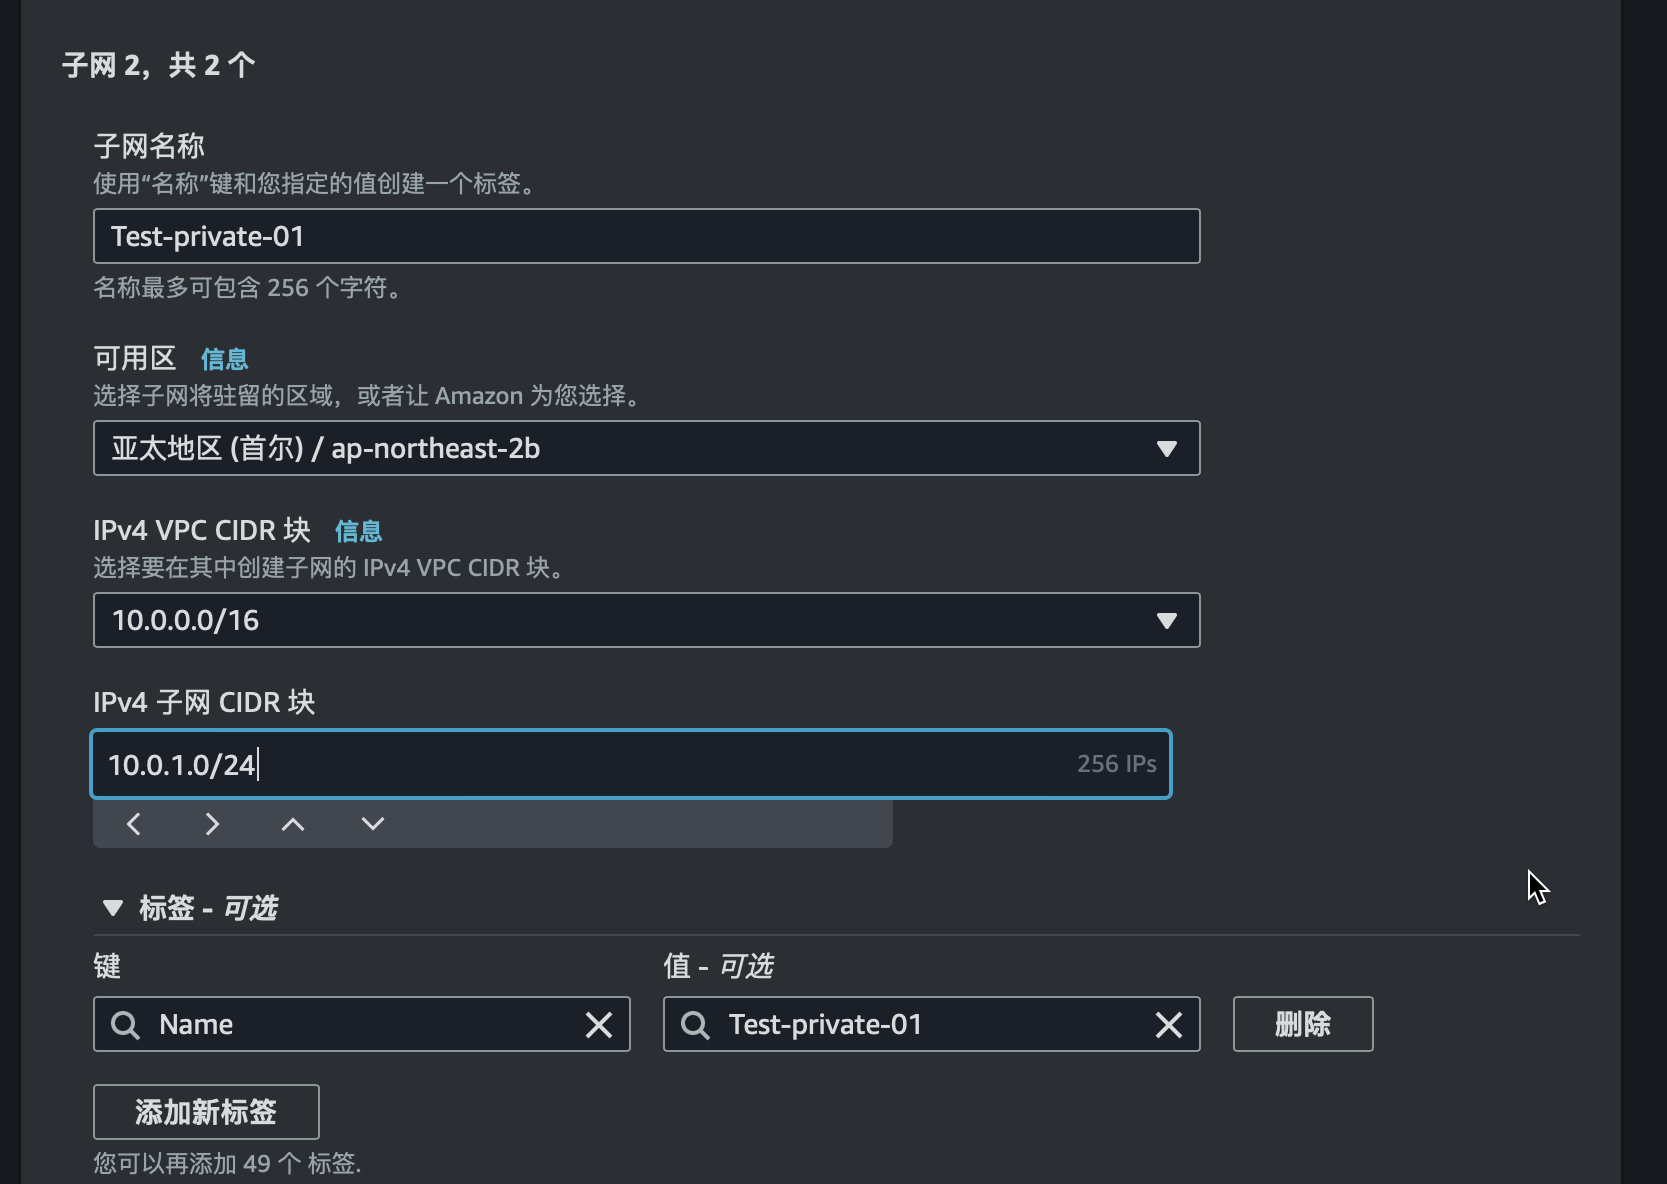 子网 2，共 2 个
子网名称
使用“名称”键和您指定的值创建一个标签。
Test-private-01
名称最多可包含 256 个字符。
可用区 信息
选择子网将驻留的区域，或者让 Amazon 为您选择。
亚太地区 (首尔) / ap-northeast-2b
IPv4 VPC CIDR 块 信息
选择要在其中创建子网的 IPv4 VPC CIDR 块。
10.0.0.0/16
IPv4 子网 CIDR 块
10.0.1.0/24 256 IPs
标签 - 可选
键 值 - 可选
Name Test-private-01 删除
添加新标签
您可以再添加 49 个 标签.